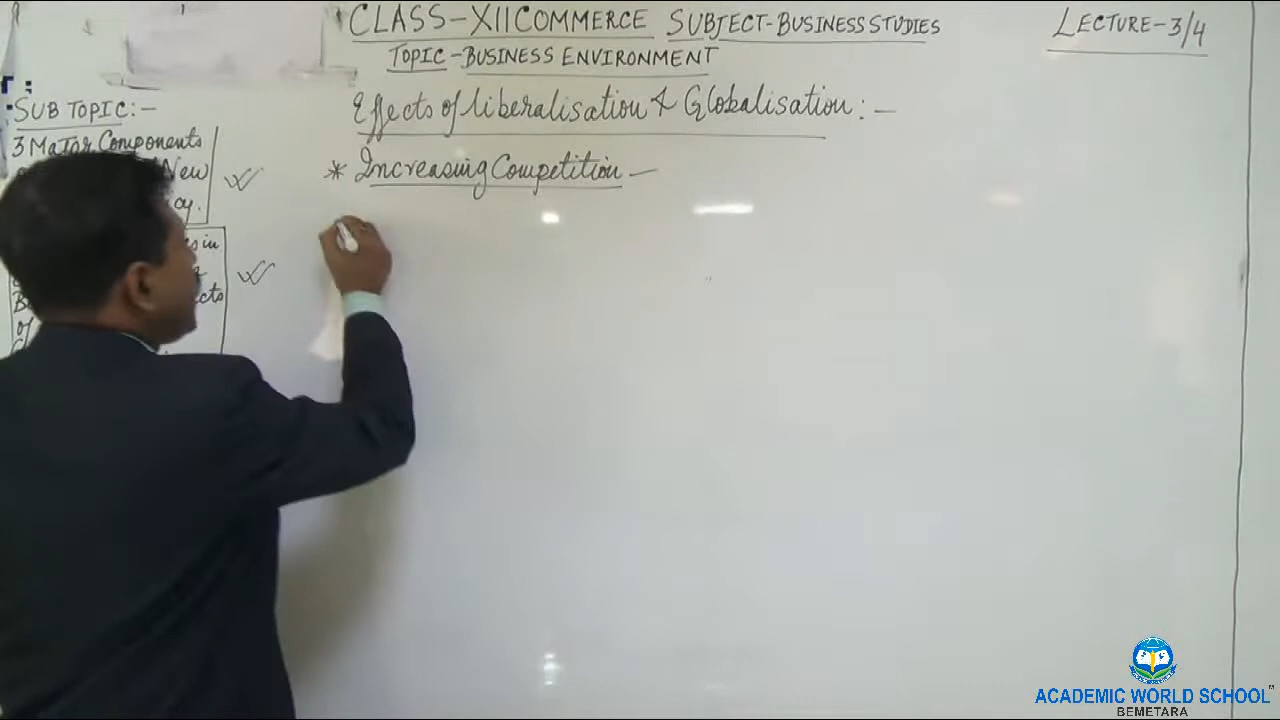 CLASS-XII COMMERCE SUBJECT-BUSINESS STUDIES
LECTURE-3/4
TOPIC-BUSINESS ENVIRONMENT
SUB TOPIC:-
3 Major Components
New
Effects of liberalisation & Globalisation:-
* Increasing Competition -
ACADEMIC WORLD SCHOOL
BEMETARA